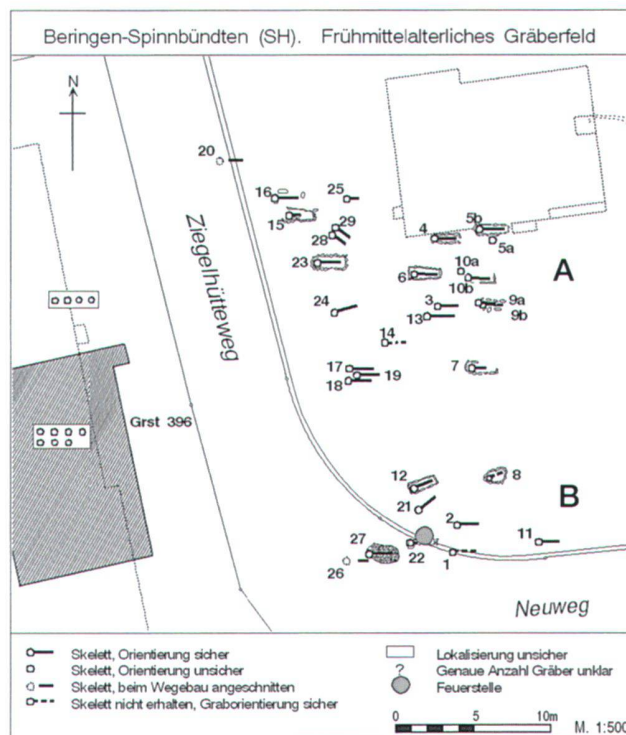 Beringen-Spinnbündten (SH). Frühmittelalterliches Gräberfeld
N
20
16
25
15
29
28
5b
4
5a
23
6
10a
10b
A
24
3
9a
13
9b
14
17
7
19
18
Ziegelhütteweg
Grst 396
12
8
21
B
2
11
27
22
1
26
Neuweg
Skelett, Orientierung sicher
Skelett, Orientierung unsicher
Skelett, beim Wegebau angeschnitten
Skelett nicht erhalten, Graborientierung sicher
Lokalisierung unsicher
? Genaue Anzahl Gräber unklar
Feuerstelle
0 5 10m M. 1:500